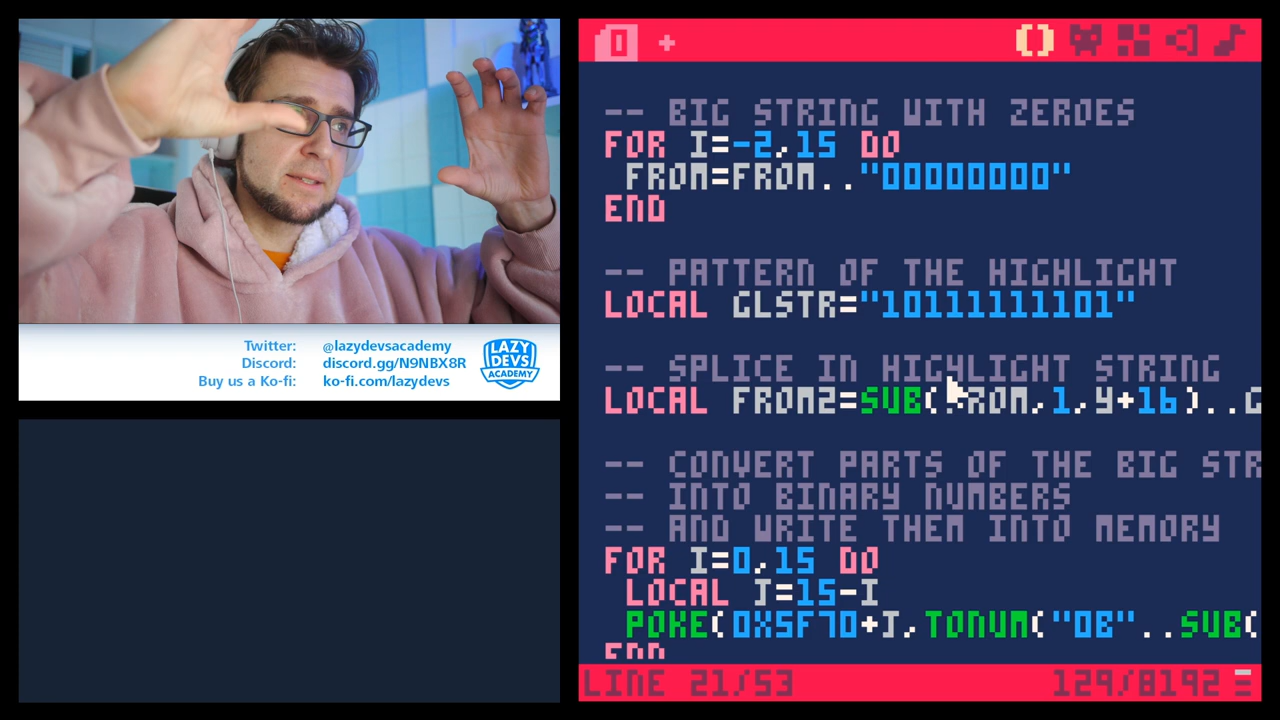 Twitter: @lazydevsacademy
Discord: discord.gg/N9NBX8R
Buy us a Ko-fi: ko-fi.com/lazydevs
LAZY
DEVS
ACADEMY
0 +
-- BIG STRING WITH ZEROES
FOR I=-2,15 DO
FROM=FROM.."00000000"
END
-- PATTERN OF THE HIGHLIGHT
LOCAL GLSTR="10111111101"
-- SPLICE IN HIGHLIGHT STRING
LOCAL FROM2=SUB(FROM,1,Y+16)..G
-- CONVERT PARTS OF THE BIG STR
-- INTO BINARY NUMBERS
-- AND WRITE THEM INTO MEMORY
FOR I=0,15 DO
LOCAL J=15-I
POKE(0X5F70+J,TONUM("0B"..SUB(
END
LINE 21/53 129/8192